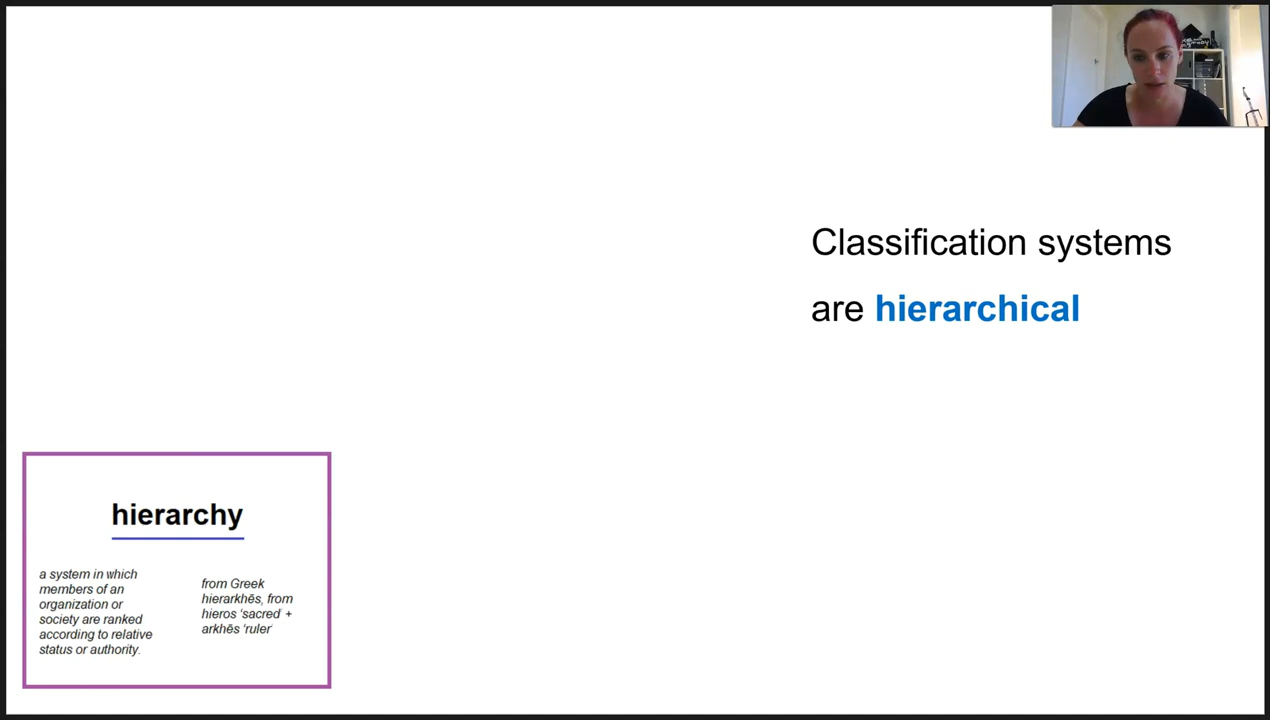 Classification systems
are hierarchical
hierarchy
a system in which
members of an
organization or
society are ranked
according to relative
status or authority.
from Greek
hierarkhēs, from
hieros ‘sacred’ +
arkhēs ‘ruler’